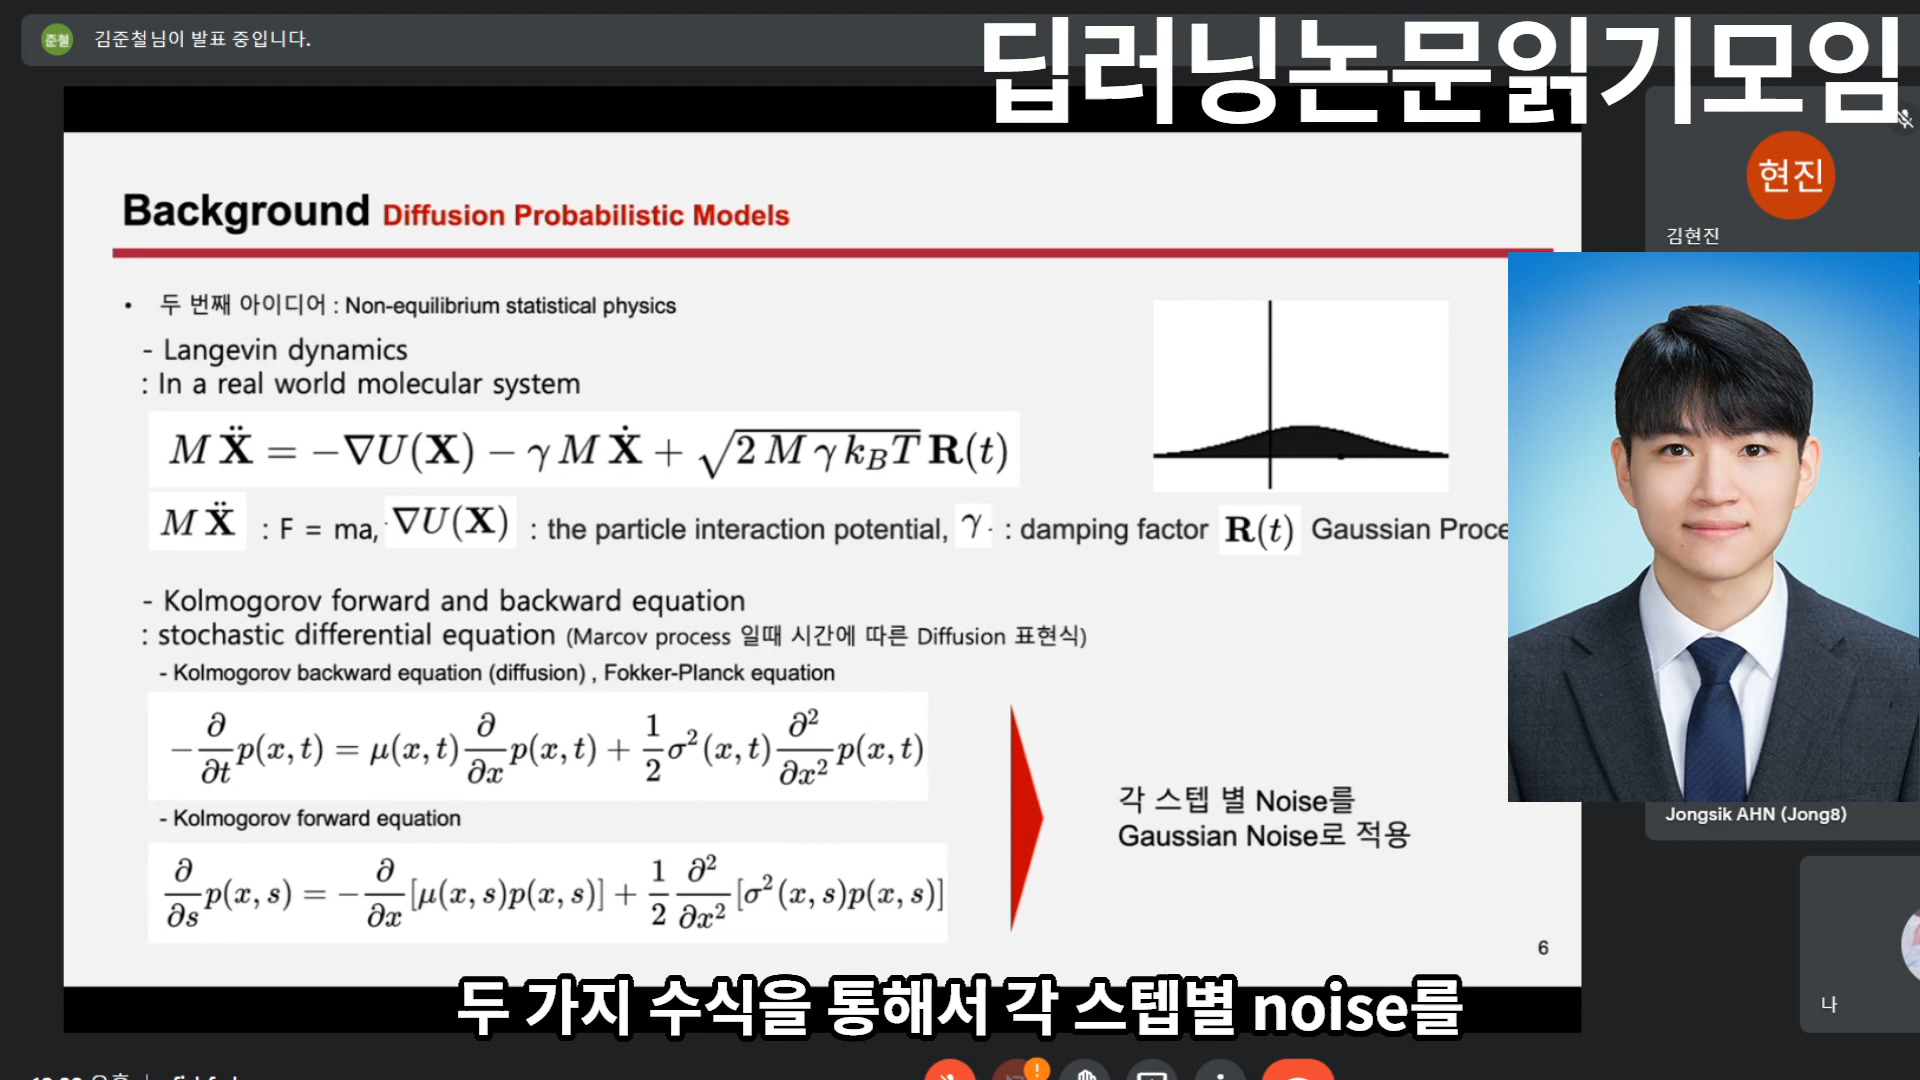 준철 김준철님이 발표 중입니다.
딥러닝논문읽기모임
현진
김현진
Background Diffusion Probabilistic Models
• 두 번째 아이디어 : Non-equilibrium statistical physics
- Langevin dynamics
: In a real world molecular system
M Ẍ = −∇U(X) − γ M Ẋ + √(2 M γ k_B T) R(t)
M Ẍ : F = ma, ∇U(X) : the particle interaction potential, γ : damping factor R(t) Gaussian Proce
- Kolmogorov forward and backward equation
: stochastic differential equation (Marcov process 일때 시간에 따른 Diffusion 표현식)
- Kolmogorov backward equation (diffusion) , Fokker-Planck equation
−∂/∂t p(x, t) = μ(x, t) ∂/∂x p(x, t) + 1/2 σ²(x, t) ∂²/∂x² p(x, t)
- Kolmogorov forward equation
∂/∂s p(x, s) = −∂/∂x [μ(x, s)p(x, s)] + 1/2 ∂²/∂x² [σ²(x, s)p(x, s)]
각 스텝 별 Noise를
Gaussian Noise로 적용
6
Jongsik AHN (Jong8)
나
두 가지 수식을 통해서 각 스텝별 noise를